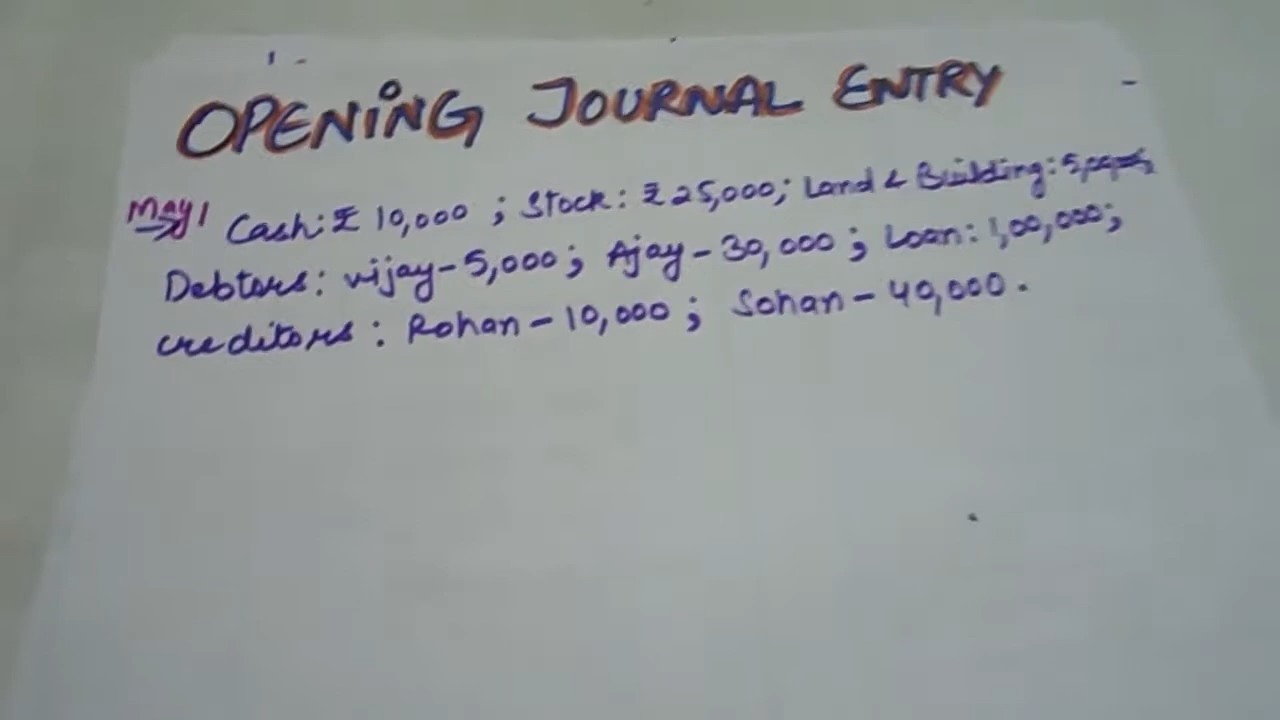 OPENING JOURNAL ENTRY
May 1 Cash: ₹ 10,000 ; Stock: ₹ 25,000; Land & Building:
Debtors: Vijay - 5,000; Ajay - 30,000; Loan: 1,00,000;
creditors: Rohan - 10,000; Sohan - 40,000.